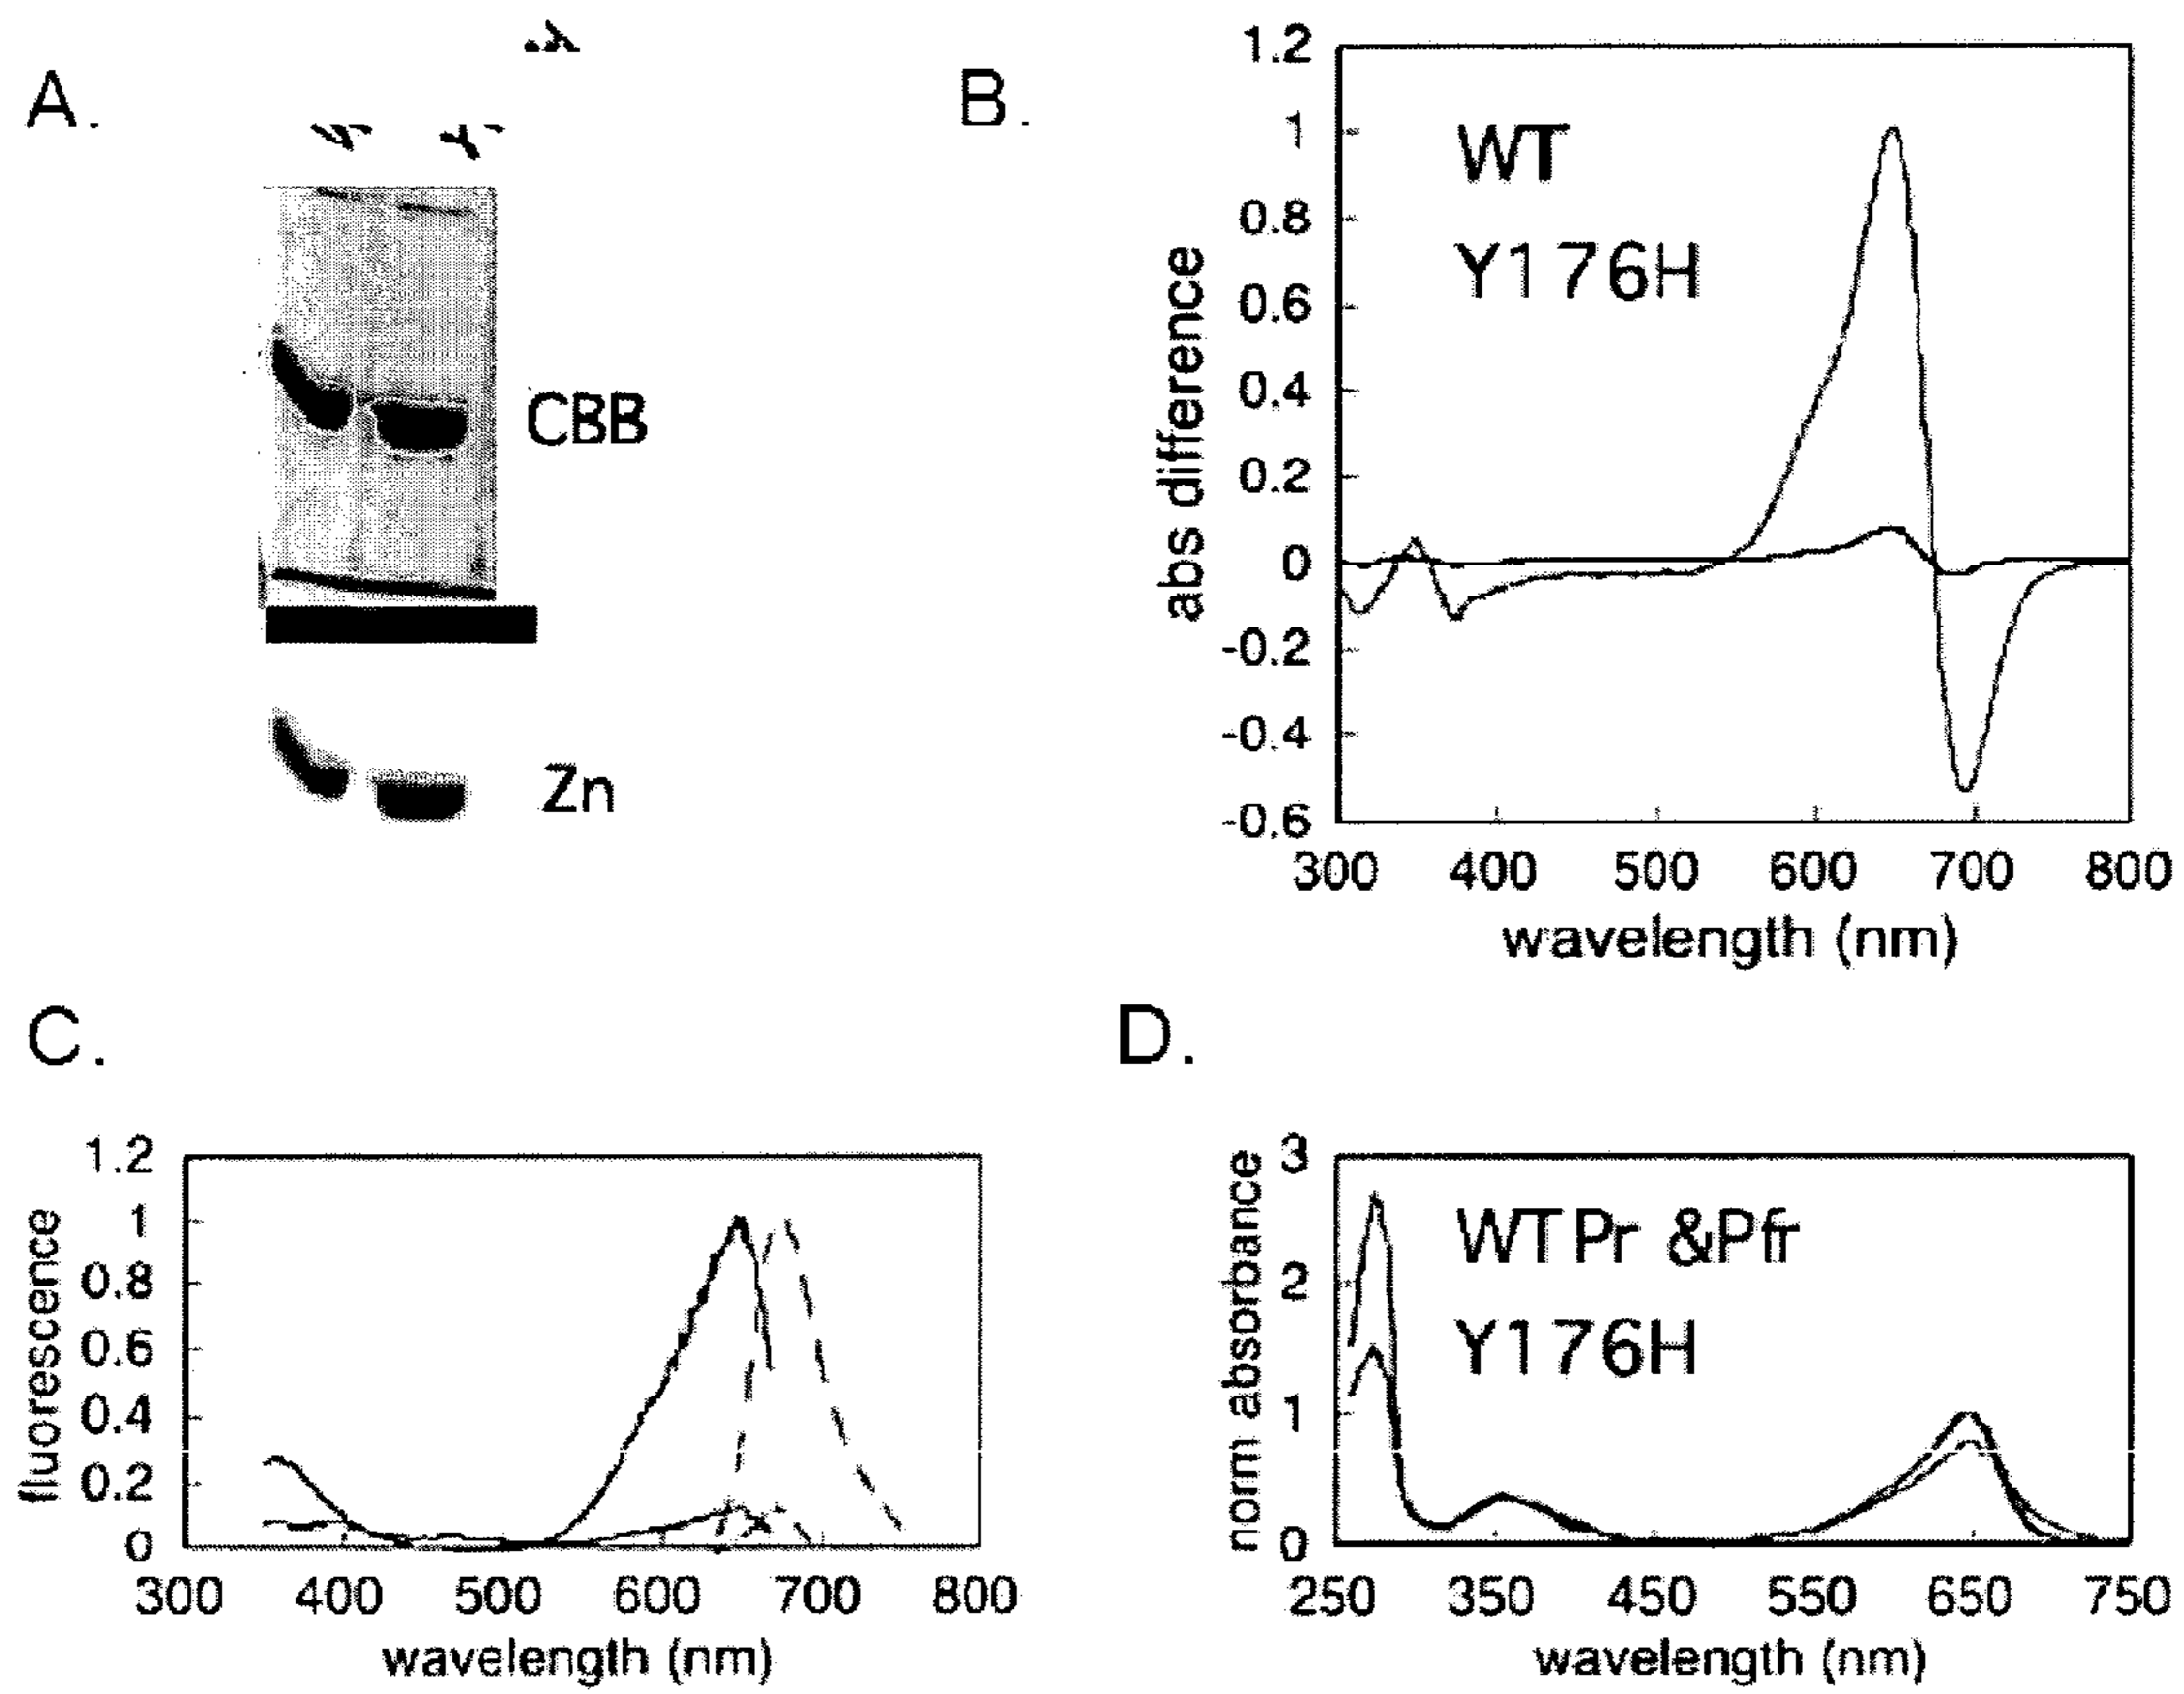 A.
CBB
Zn
B.
abs difference
1.2
1
0.8
0.6
0.4
0.2
0
-0.2
-0.4
-0.6
WT
Y176H
300 400 500 600 700 800
wavelength (nm)
C.
fluorescence
1.2
1
0.8
0.6
0.4
0.2
0
300 400 500 600 700 800
wavelength (nm)
D.
norm absorbance
3
2
1
0
WTPr &Pfr
Y176H
250 350 450 550 650 750
wavelength (nm)